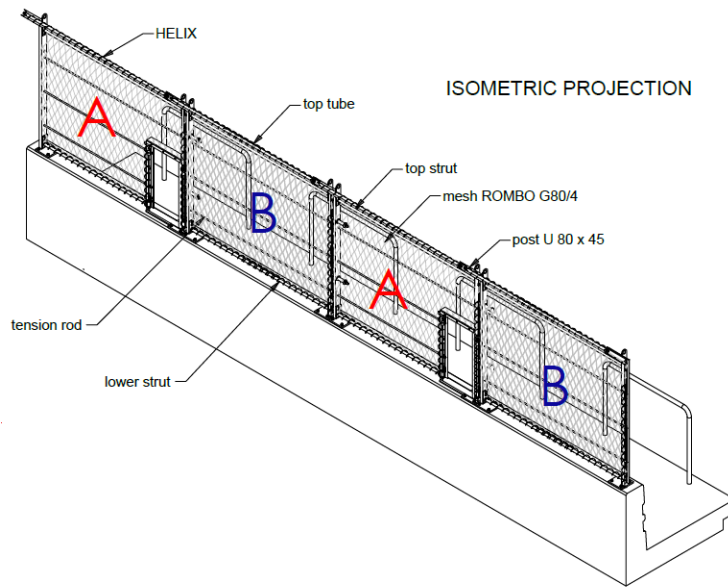 HELIX
ISOMETRIC PROJECTION
top tube
A
top strut
mesh ROMBO G80/4
B
post U 80 x 45
A
tension rod
lower strut
B